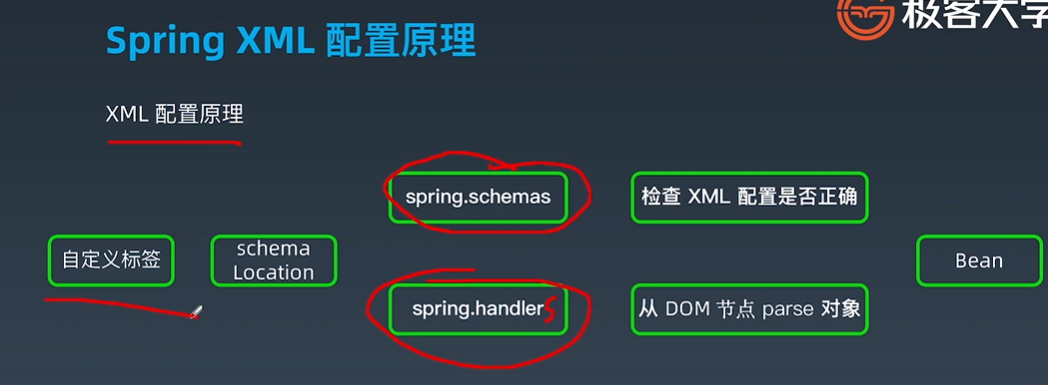 极客大学
Spring XML 配置原理
XML 配置原理
spring.schemas
检查 XML 配置是否正确
自定义标签
schema
Location
Bean
spring.handlers
从 DOM 节点 parse 对象